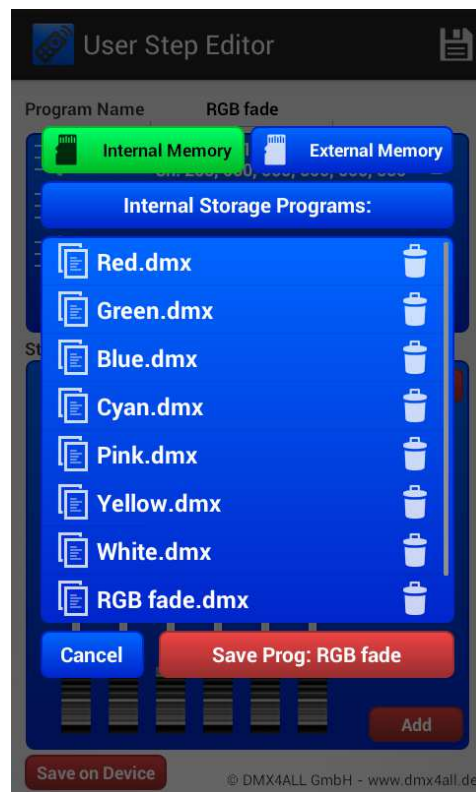 User Step Editor
Program Name RGB fade
Internal Memory External Memory
Internal Storage Programs:
Red.dmx
Green.dmx
Blue.dmx
Cyan.dmx
Pink.dmx
Yellow.dmx
White.dmx
RGB fade.dmx
Cancel Save Prog: RGB fade
Add
Save on Device © DMX4ALL GmbH - www.dmx4all.de